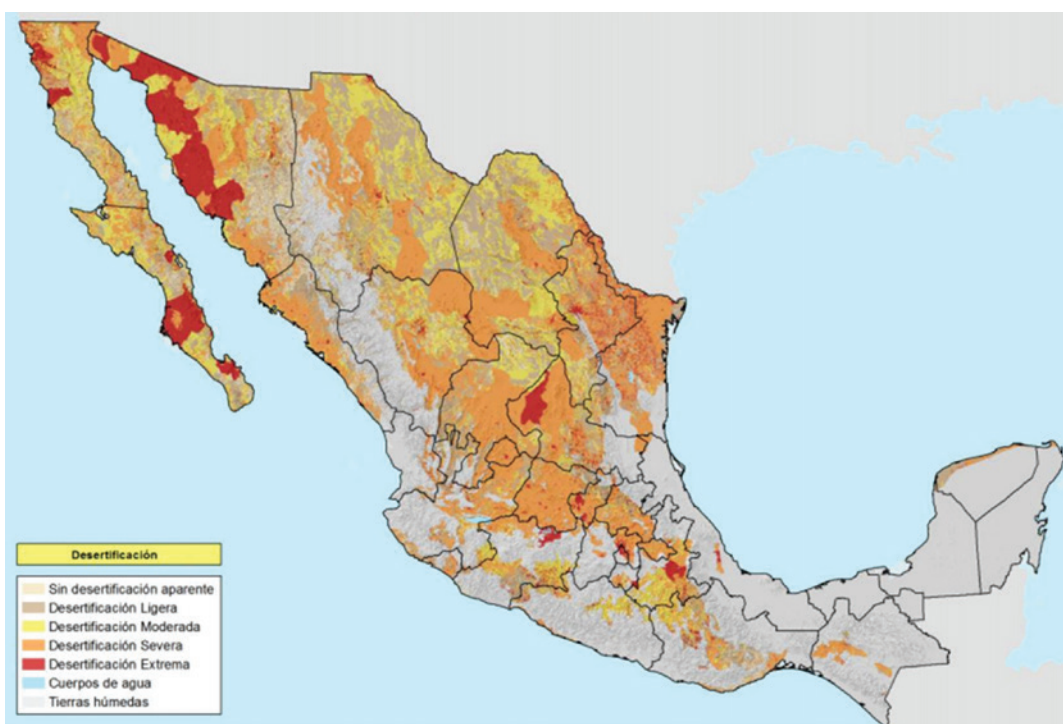 Desertificación
Sin desertificación aparente
Desertificación Ligera
Desertificación Moderada
Desertificación Severa
Desertificación Extrema
Cuerpos de agua
Tierras húmedas